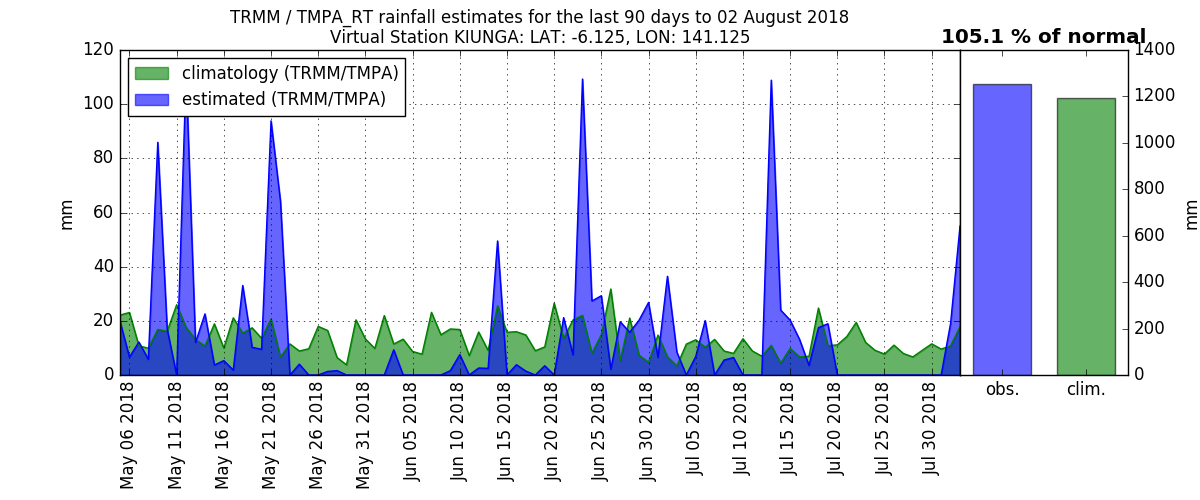 TRMM / TMPA_RT rainfall estimates for the last 90 days to 02 August 2018
Virtual Station KIUNGA: LAT: -6.125, LON: 141.125
105.1 % of normal
climatology (TRMM/TMPA)
estimated (TRMM/TMPA)
mm
120
100
80
60
40
20
0
May 06 2018
May 11 2018
May 16 2018
May 21 2018
May 26 2018
May 31 2018
Jun 05 2018
Jun 10 2018
Jun 15 2018
Jun 20 2018
Jun 25 2018
Jun 30 2018
Jul 05 2018
Jul 10 2018
Jul 15 2018
Jul 20 2018
Jul 25 2018
Jul 30 2018
obs.
clim.
1400
1200
1000
800
600
400
200
0
mm